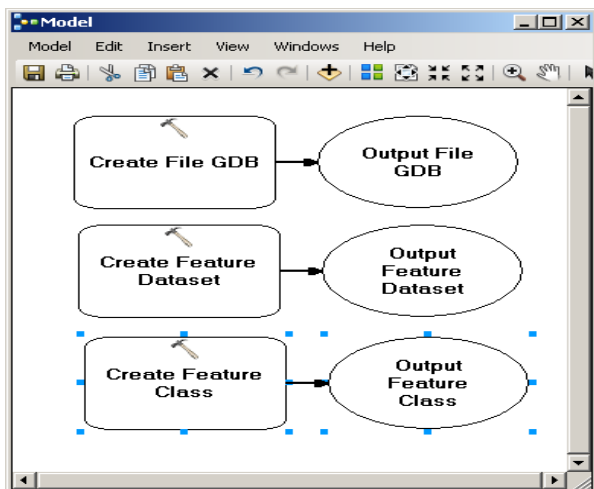 Model
Model Edit Insert View Windows Help
Create File GDB
Output File
GDB
Create Feature
Dataset
Output
Feature
Dataset
Create Feature
Class
Output
Feature
Class